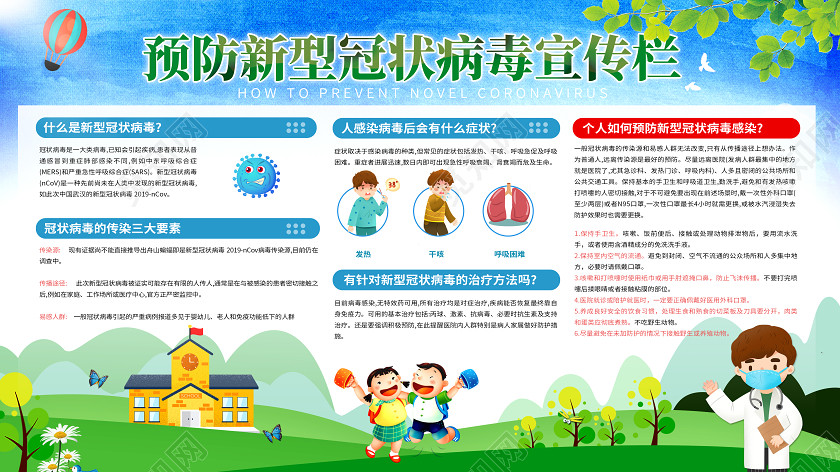 预防新型冠状病毒宣传栏
HOW TO PREVENT NOVEL CORONAVIRUS
什么是新型冠状病毒?
冠状病毒是一大类病毒,已知会引起疾病,患者表现从普
通感冒到重症肺部感染不同,例如中东呼吸综合症
(MERS)和严重急性呼吸综合症(SARS)。新型冠状病毒
(nCoV)是一种先前尚未在人类中发现的新型冠状病毒,
如此次中国武汉的新型冠状病毒 2019-nCov。
冠状病毒的传染三大要素
传染源: 现有证据尚不能直接推导出舟山蝙蝠即是新型冠状病毒 2019-nCov病毒传染源,目前仍在
调查中。
传播途径: 此次新型冠状病毒被证实可能存在有限的人传人,通常是在与被感染的患者密切接触之
后,例如在家庭、工作场所或医疗中心,官方正严密监控中。
易感人群: 一般冠状病毒引起的严重病例报道多见于婴幼儿、老人和免疫功能低下的人群
SCHOOL
人感染病毒后会有什么症状?
症状取决于感染病毒的种类,但常见的症状包括发热、干咳、呼吸急促及呼吸
困难。重症者进展迅速,数日内即可出现急性呼吸衰竭、肾衰竭而危及生命。
38°
发热
干咳
呼吸困难
有针对新型冠状病毒的治疗方法吗?
目前病毒感染,无特效药可用,所有治疗均是对症治疗,疾病能否恢复最终靠自
身免疫力。可用的基本治疗包括:丙球、激素、抗病毒、必要时抗生素及支持
治疗。还是要强调积极预防,在此提醒医院内人群特别是病人家属做好防护措
施。
个人如何预防新型冠状病毒感染?
一般冠状病毒的传染源和易感人群无法改变,只有从传播途径上想办法。作
为普通人,远离传染源是最好的预防。尽量远离医院(发病人群最集中的地方
就是医院了,尤其急诊科、发热门诊、呼吸科内)、人多且密闭的公共场所和
公共交通工具。保持基本的手卫生和呼吸道卫生,勤洗手,避免和有发热咳嗽
打喷嚏的人密切接触,对于不可避免要出现在前述场景时,戴一次性外科口罩(
至少两层)或者N95口罩,一次性口罩最长4小时就需更换,或被水汽浸湿失去
防护效果时也需要更换。
1.保持手卫生。咳嗽、饭前便后、接触或处理动物排泄物后,要用流水洗
手,或者使用含酒精成分的免洗洗手液。
2.保持室内空气的流通。避免到封闭、空气不流通的公众场所和人多集中地
方,必要时请佩戴口罩。
3.咳嗽和打喷嚏时使用纸巾或用手肘遮掩口鼻、防止飞沫传播。不要打完喷
嚏后揉眼睛或者接触粘膜的部位。
4.医院就诊或陪护就医时,一定要正确佩戴好医用外科口罩。
5.养成良好安全的饮食习惯,处理生食和熟食的切菜板及刀具要分开。肉类
和蛋类应彻底煮熟。不吃野生动物。
6.尽量避免在未加防护的情况下接触野生或养殖动物。